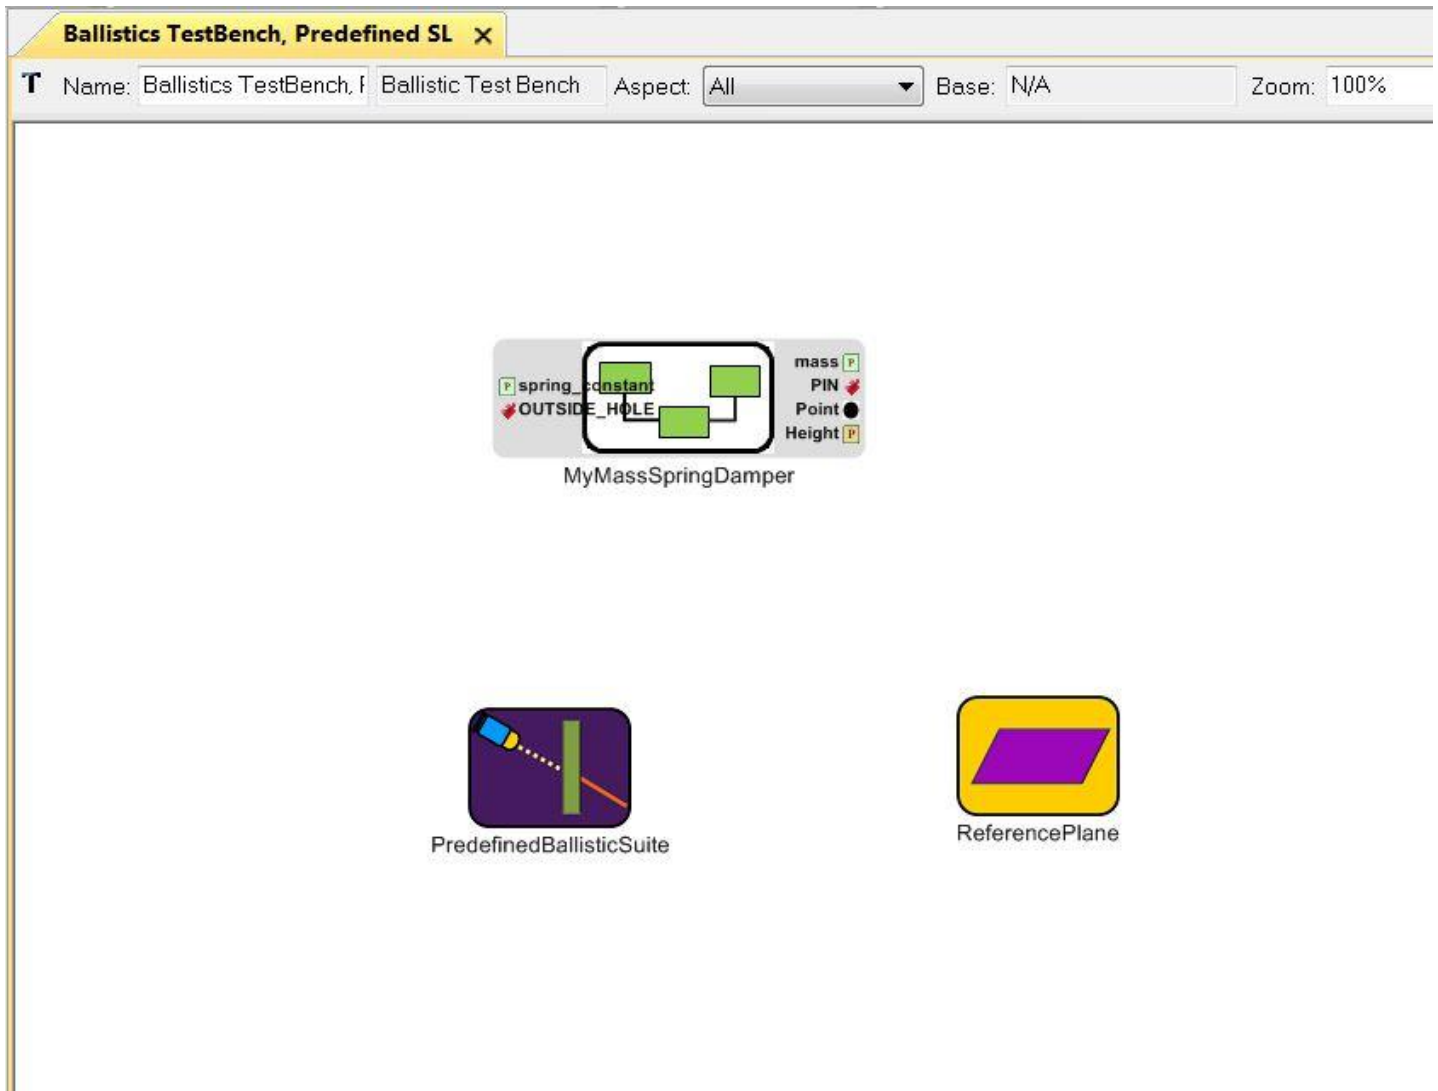 Ballistics TestBench, Predefined SL
Name: Ballistics TestBench, Ballistic Test Bench Aspect: All Base: N/A Zoom: 100%
mass P
P spring_constant PIN
OUTSIDE_HOLE Point
Height P
MyMassSpringDamper
PredefinedBallisticSuite
ReferencePlane